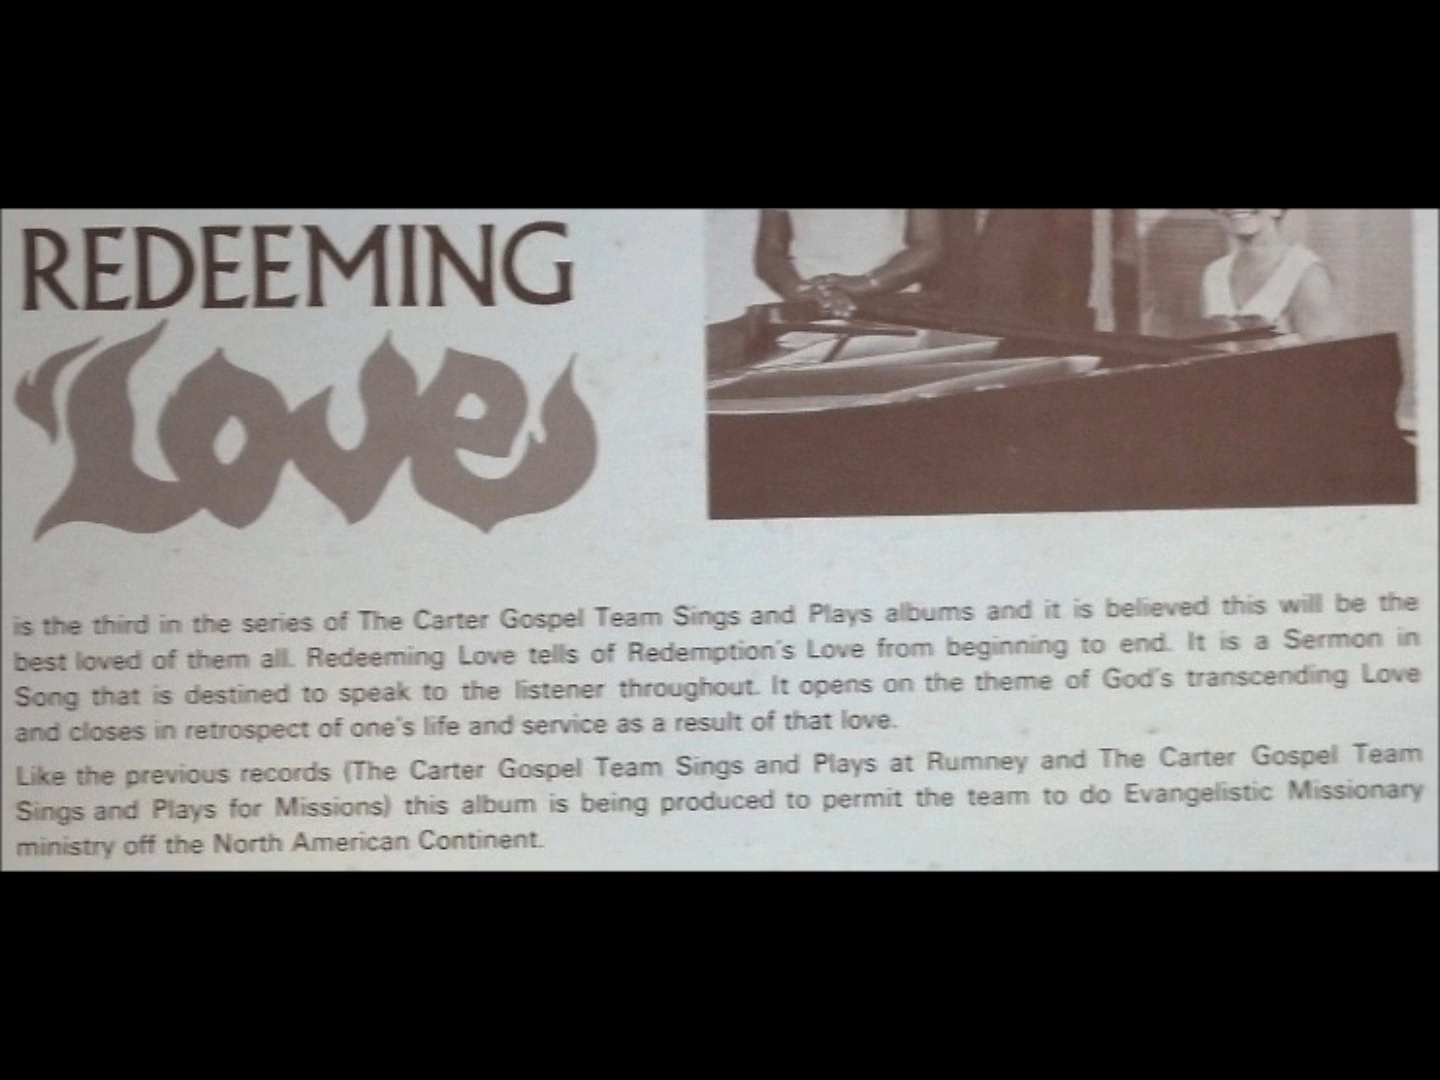 REDEEMING
Love
is the third in the series of The Carter Gospel Team Sings and Plays albums and it is believed this will be the
best loved of them all. Redeeming Love tells of Redemption's Love from beginning to end. It is a Sermon in
Song that is destined to speak to the listener throughout. It opens on the theme of God's transcending Love
and closes in retrospect of one's life and service as a result of that love.
Like the previous records (The Carter Gospel Team Sings and Plays at Rumney and The Carter Gospel Team
Sings and Plays for Missions) this album is being produced to permit the team to do Evangelistic Missionary
ministry off the North American Continent.